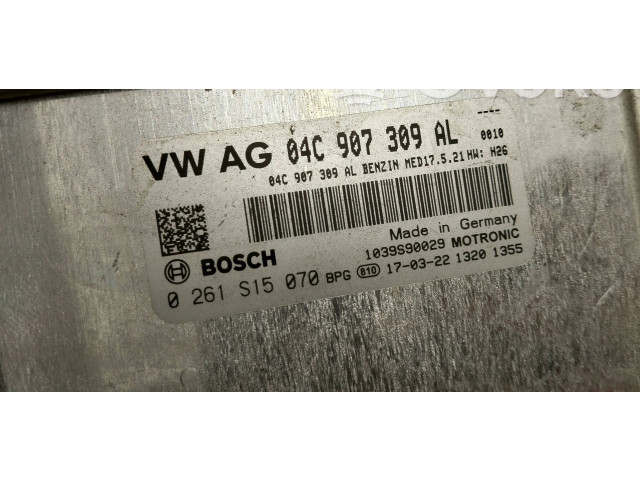 VW AG 04C 907 309 AL 0010
04C 907 309 AL BENZIN MED17.5.21 HW: H26
Made in Germany
BOSCH 1039S90029 MOTRONIC
0 261 S15 070 BPG 810 17-03-22 1320 1355